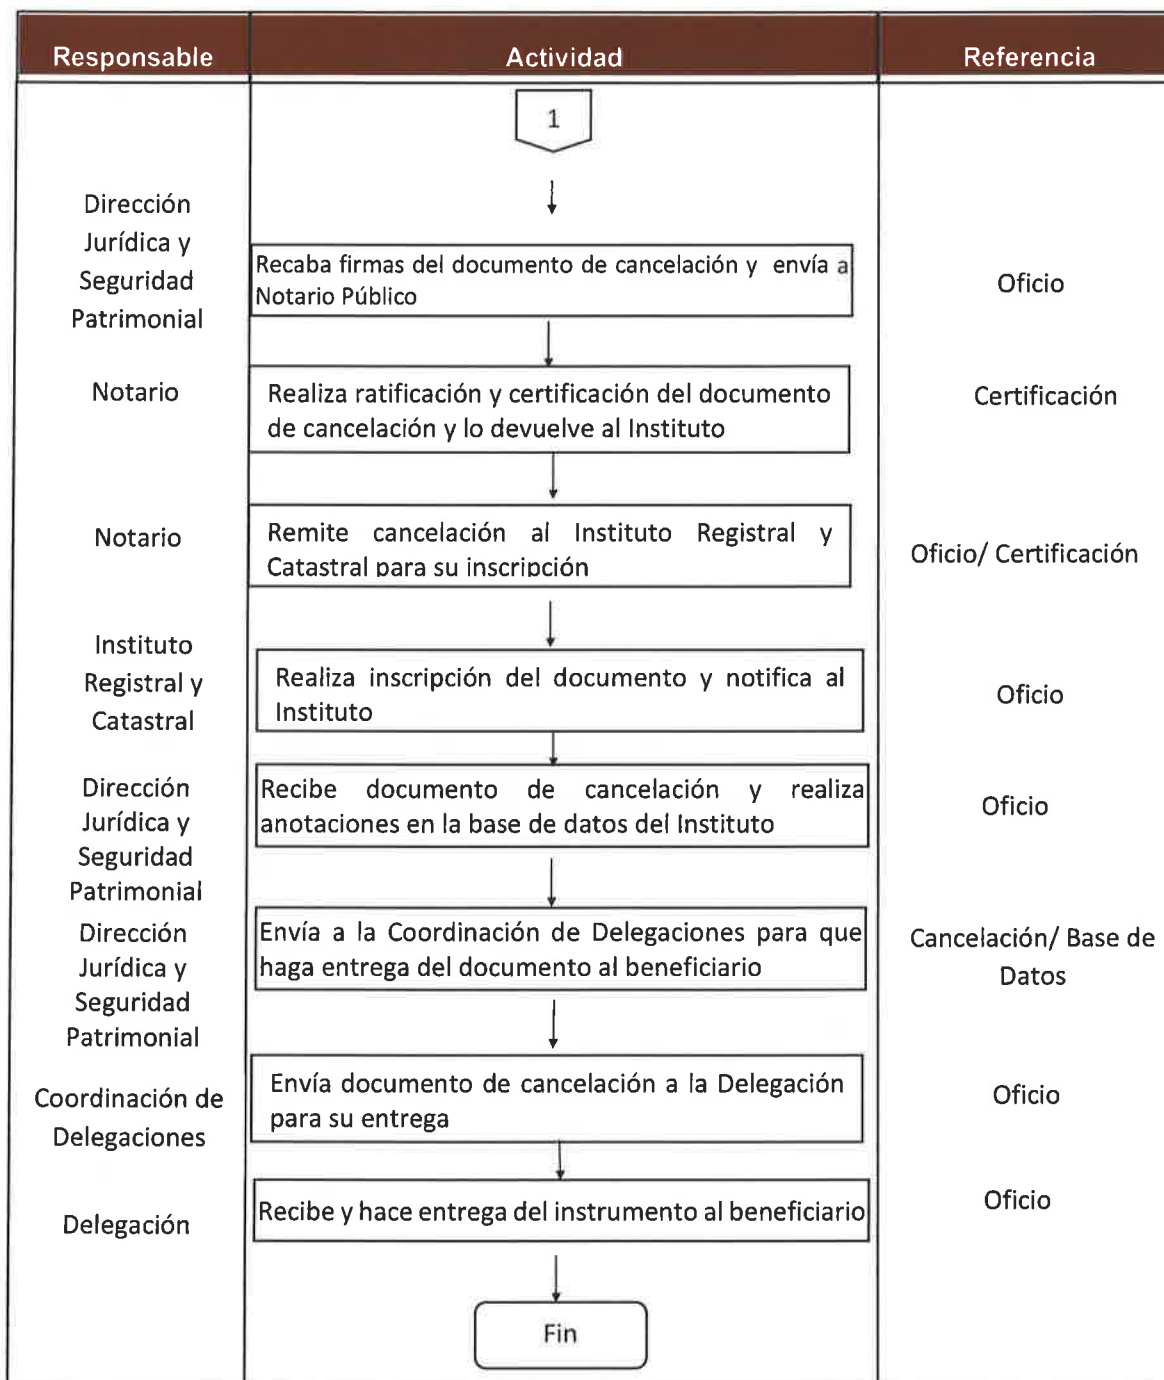 Responsable Actividad Referencia
1
Dirección
Jurídica y
Seguridad
Patrimonial
Recaba firmas del documento de cancelación y envía a
Notario Público
Oficio
Notario
Realiza ratificación y certificación del documento
de cancelación y lo devuelve al Instituto
Certificación
Notario
Remite cancelación al Instituto Registral y
Catastral para su inscripción
Oficio/ Certificación
Instituto
Registral y
Catastral
Realiza inscripción del documento y notifica al
Instituto
Oficio
Dirección
Jurídica y
Seguridad
Patrimonial
Recibe documento de cancelación y realiza
anotaciones en la base de datos del Instituto
Oficio
Dirección
Jurídica y
Seguridad
Patrimonial
Envía a la Coordinación de Delegaciones para que
haga entrega del documento al beneficiario
Cancelación/ Base de
Datos
Coordinación de
Delegaciones
Envía documento de cancelación a la Delegación
para su entrega
Oficio
Delegación
Recibe y hace entrega del instrumento al beneficiario
Oficio
Fin